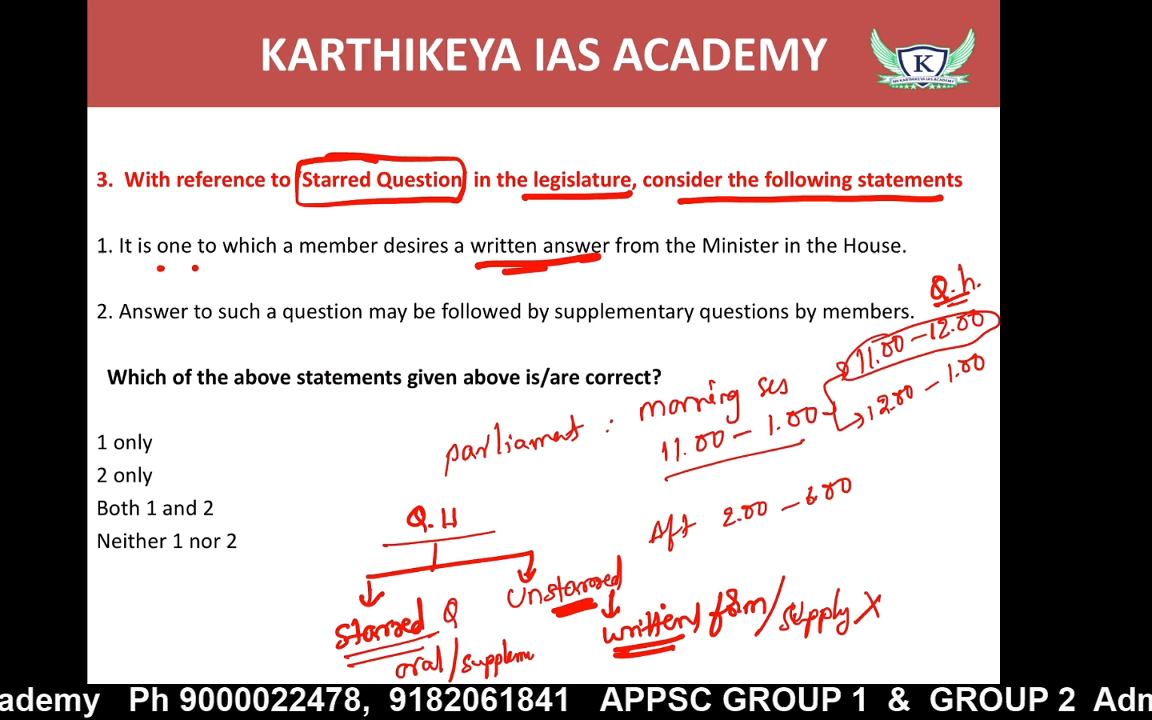 KARTHIKEYA IAS ACADEMY
K
3. With reference to Starred Question in the legislature, consider the following statements
1. It is one to which a member desires a written answer from the Minister in the House.
2. Answer to such a question may be followed by supplementary questions by members.
Q.h.
11.00 - 12.00
12.00 - 1.00
Which of the above statements given above is/are correct?
parliament : morning ses
11.00 - 1.00
Aft 2.00 - 6.00
1 only
2 only
Both 1 and 2
Neither 1 nor 2
Q.H
Starred Q
oral/suppleme
Unstarred
written form/supply X
ademy Ph 9000022478, 9182061841 APPSC GROUP 1 & GROUP 2 Adn